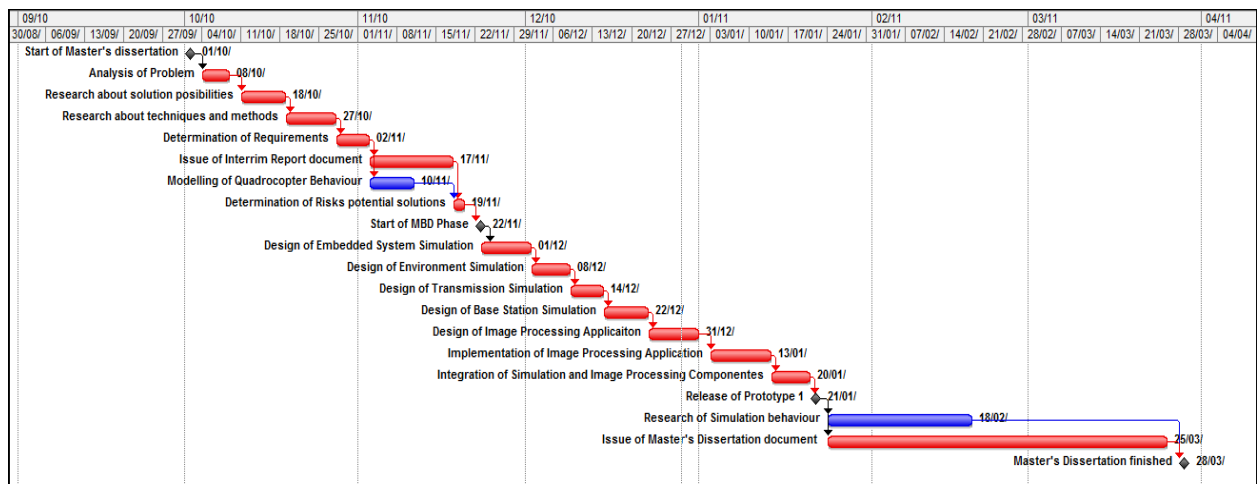 09/10 10/10 11/10 12/10 01/11 02/11 03/11 04/11
30/08/ 06/09/ 13/09/ 20/09/ 27/09/ 04/10/ 11/10/ 18/10/ 25/10/ 01/11/ 08/11/ 15/11/ 22/11/ 29/11/ 06/12/ 13/12/ 20/12/ 27/12/ 03/01/ 10/01/ 17/01/ 24/01/ 31/01/ 07/02/ 14/02/ 21/02/ 28/02/ 07/03/ 14/03/ 21/03/ 28/03/ 04/04/
Start of Master's dissertation 01/10/
Analysis of Problem 08/10/
Research about solution posibilities 18/10/
Research about techniques and methods 27/10/
Determination of Requirements 02/11/
Issue of Interrim Report document 17/11/
Modelling of Quadrocopter Behaviour 10/11/
Determination of Risks potential solutions 19/11/
Start of MBD Phase 22/11/
Design of Embedded System Simulation 01/12/
Design of Environment Simulation 08/12/
Design of Transmission Simulation 14/12/
Design of Base Station Simulation 22/12/
Design of Image Processing Applicaiton 31/12/
Implementation of Image Processing Application 13/01/
Integration of Simulation and Image Processing Componentes 20/01/
Release of Prototype 1 21/01/
Research of Simulation behaviour 18/02/
Issue of Master's Dissertation document 25/03/
Master's Dissertation finished 28/03/